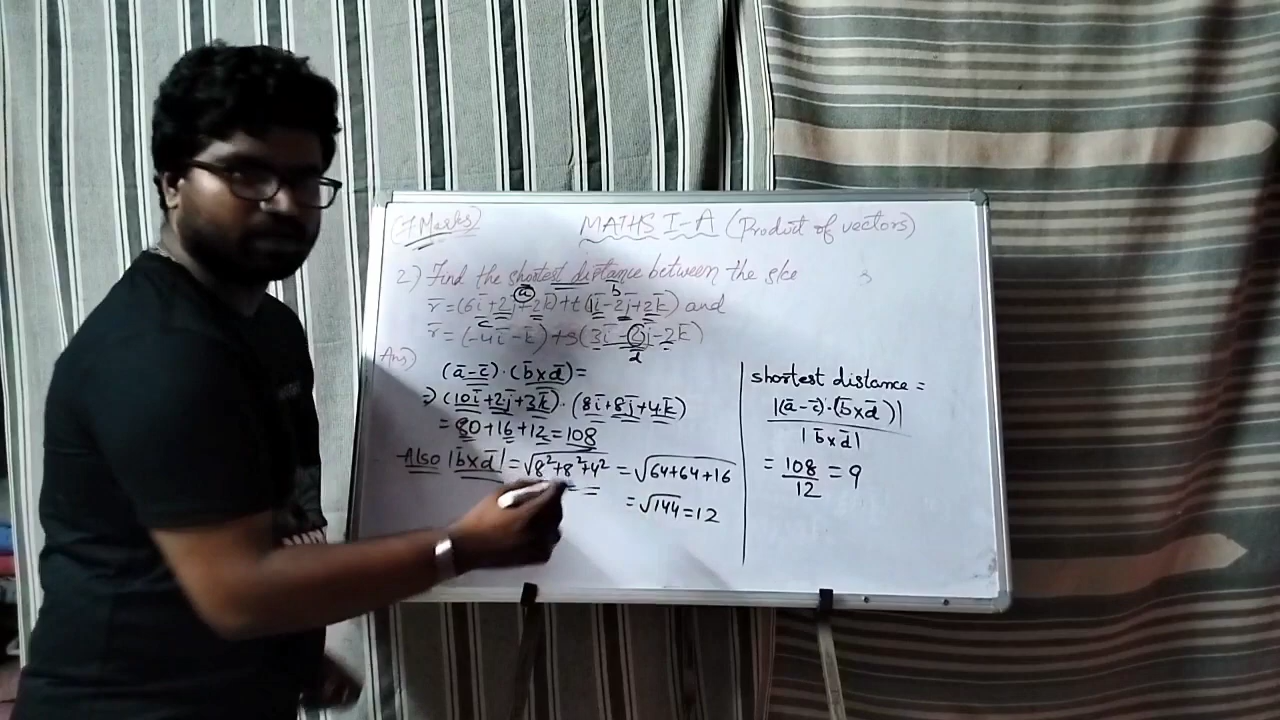 (7 Marks)
MATHS I-A (Product of vectors)
2) Find the shortest distance between the ske
a b
r̄ = (6ī+2j̄+2k̄)+t(1ī-2j̄+2k̄) and
c
r̄ = (-4ī-k̄)+s(3ī-2j̄-2k̄)
d
Ans)
(ā-c̄)·(b̄×d̄)=
⇒ (10ī+2j̄+3k̄)·(8ī+8j̄+4k̄)
= 80+16+12=108
Also |b̄×d̄| = √8²+8²+4² = √64+64+16
= √144 = 12
shortest distance =
|(ā-c̄)·(b̄×d̄)|
|b̄×d̄|
= 108/12 = 9